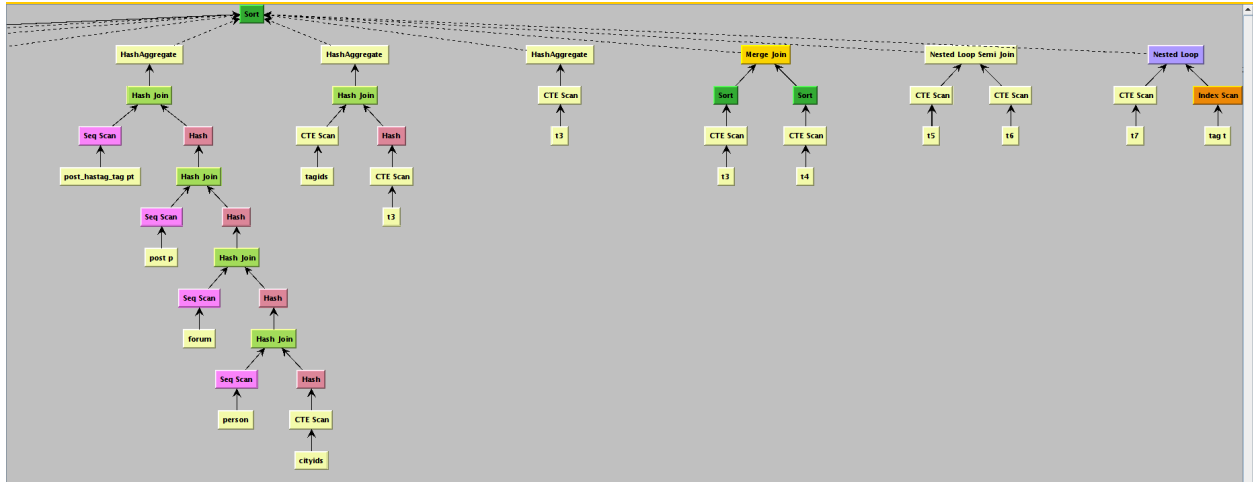 Sort
HashAggregate HashAggregate HashAggregate Merge Join Nested Loop Semi Join Nested Loop
Hash Join Hash Join CTE Scan Sort Sort CTE Scan CTE Scan CTE Scan Index Scan
Seq Scan Hash CTE Scan Hash t3 CTE Scan CTE Scan t5 t6 t7 tag t
post_hastag_tag pt Hash Join tagids CTE Scan t3 t4
Seq Scan Hash t3
post p Hash Join
Seq Scan Hash
forum Hash Join
Seq Scan Hash
person CTE Scan
cityids